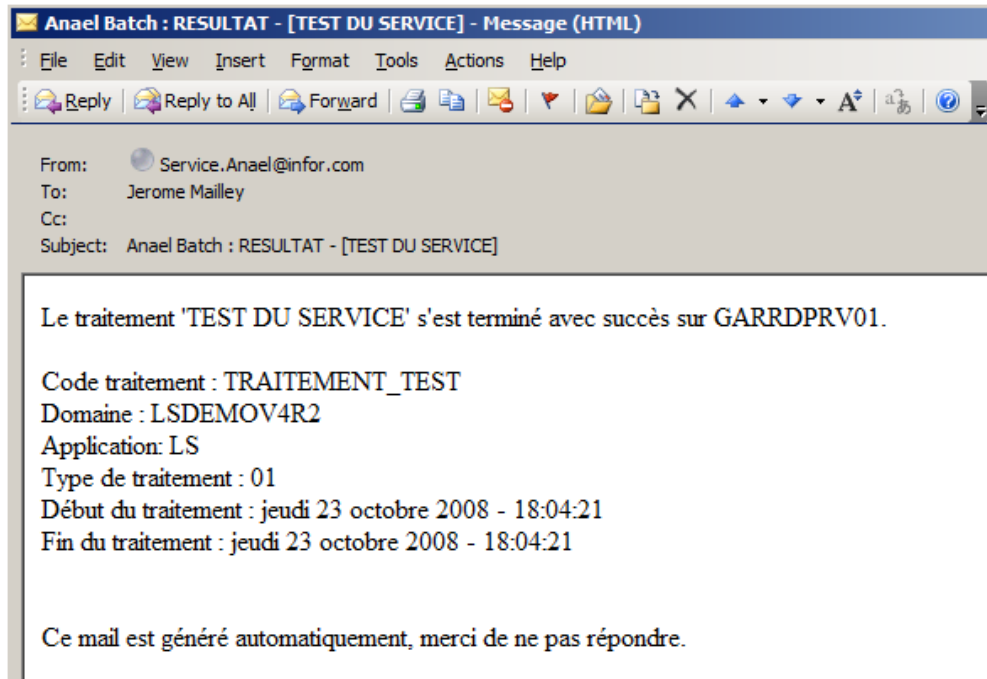 Anael Batch : RESULTAT - [TEST DU SERVICE] - Message (HTML)
File Edit View Insert Format Tools Actions Help
Reply Reply to All Forward
From: Service.Anael@infor.com
To: Jerome Mailley
Cc:
Subject: Anael Batch : RESULTAT - [TEST DU SERVICE]
Le traitement 'TEST DU SERVICE' s'est terminé avec succès sur GARRDPRV01.
Code traitement : TRAITEMENT_TEST
Domaine : LSDEMOV4R2
Application: LS
Type de traitement : 01
Début du traitement : jeudi 23 octobre 2008 - 18:04:21
Fin du traitement : jeudi 23 octobre 2008 - 18:04:21
Ce mail est généré automatiquement, merci de ne pas répondre.